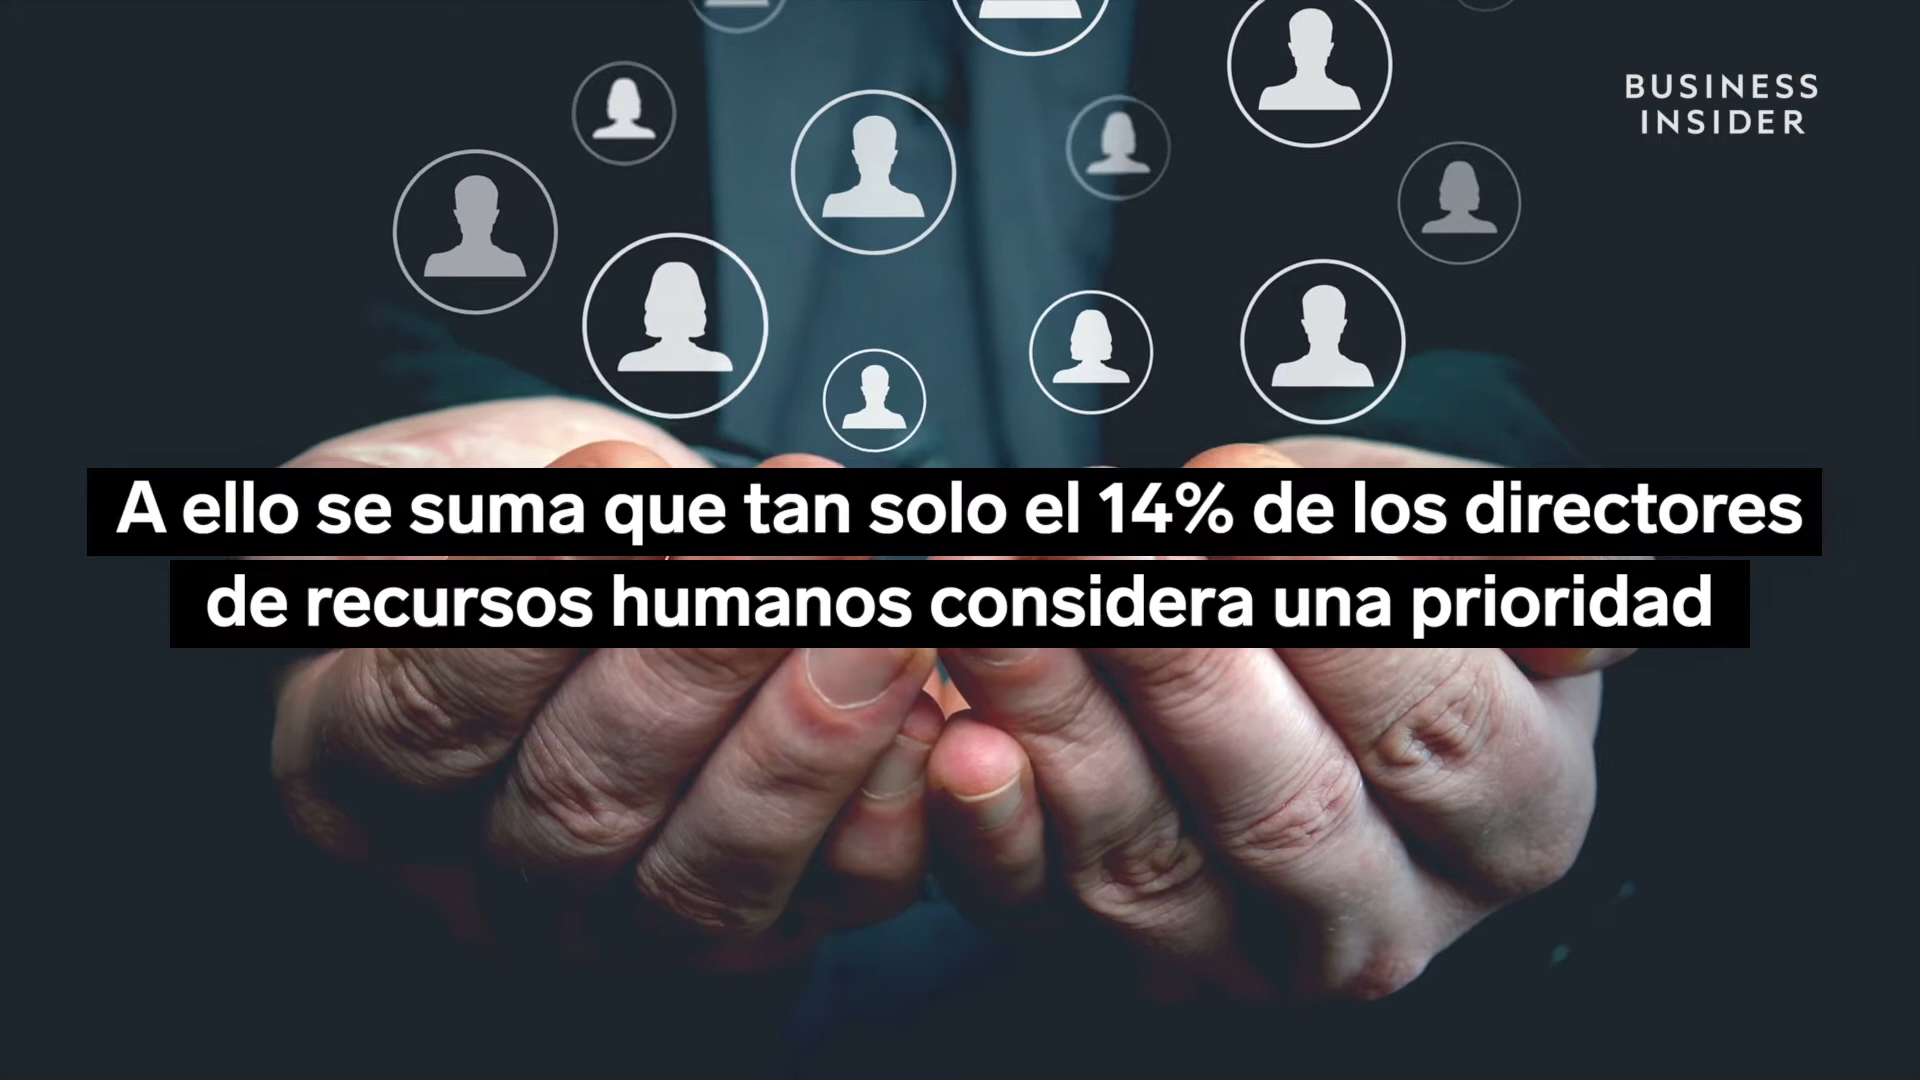 BUSINESS
INSIDER
A ello se suma que tan solo el 14% de los directores
de recursos humanos considera una prioridad